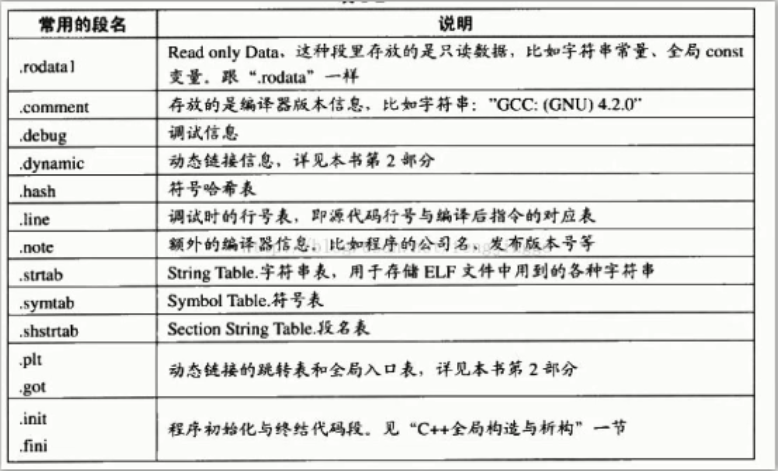 常用的段名 说明
.rodata1 Read only Data，这种段里存放的是只读数据，比如字符串常量、全局 const
变量。跟“.rodata”一样
.comment 存放的是编译器版本信息，比如字符串：”GCC: (GNU) 4.2.0”
.debug 调试信息
.dynamic 动态链接信息，详见本书第 2 部分
.hash 符号哈希表
.line 调试时的行号表，即源代码行号与编译后指令的对应表
.note 额外的编译器信息。比如程序的公司名、发布版本号等
.strtab String Table.字符串表，用于存储 ELF 文件中用到的各种字符串
.symtab Symbol Table.符号表
.shstrtab Section String Table.段名表
.plt
.got
动态链接的跳转表和全局入口表，详见本书第 2 部分
.init
.fini
程序初始化与终结代码段。见“C++全局构造与析构”一节